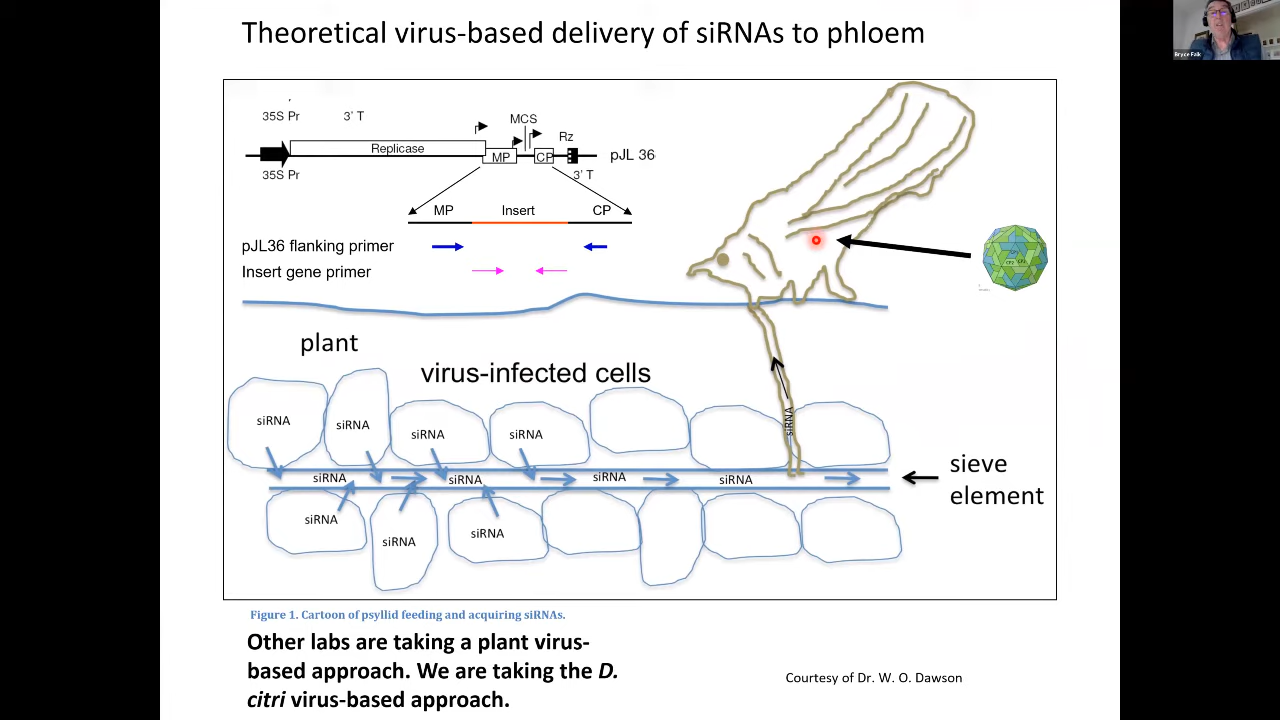 Theoretical virus-based delivery of siRNAs to phloem
Bryce Falk
35S Pr
3' T
MCS
Rz
Replicase
MP
CP
pJL 36
35S Pr
3' T
MP
Insert
CP
pJL36 flanking primer
Insert gene primer
plant
virus-infected cells
siRNA
siRNA
siRNA
siRNA
siRNA
siRNA
siRNA
siRNA
siRNA
siRNA
siRNA
siRNA
sieve
element
Figure 1. Cartoon of psyllid feeding and acquiring siRNAs.
Other labs are taking a plant virus-
based approach. We are taking the D.
citri virus-based approach.
Courtesy of Dr. W. O. Dawson